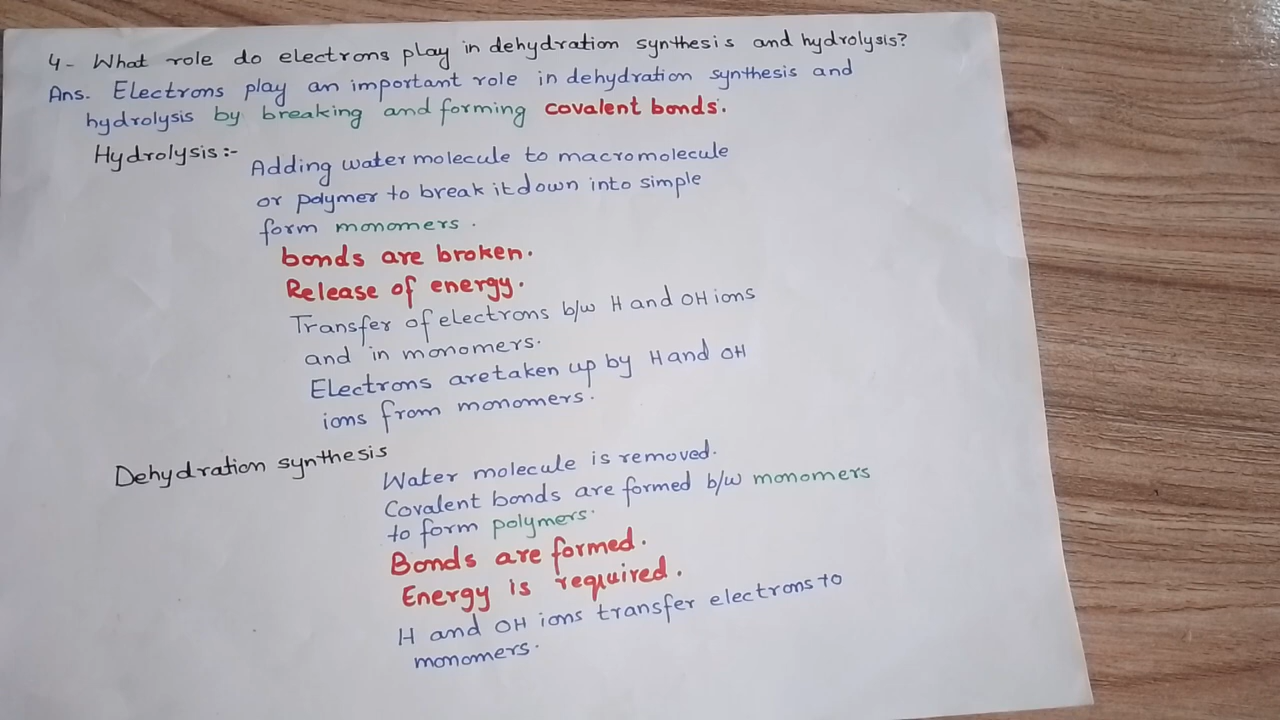 4- What role do electrons play in dehydration synthesis and hydrolysis?
Ans. Electrons play an important role in dehydration synthesis and
hydrolysis by breaking and forming covalent bonds.
Hydrolysis:-
Adding water molecule to macromolecule
or polymer to break it down into simple
form monomers.
bonds are broken.
Release of energy.
Transfer of electrons b/w H and OH ions
and in monomers.
Electrons are taken up by H and OH
ions from monomers.
Dehydration synthesis
Water molecule is removed.
Covalent bonds are formed b/w monomers
to form polymers.
Bonds are formed.
Energy is required.
H and OH ions transfer electrons to
monomers.